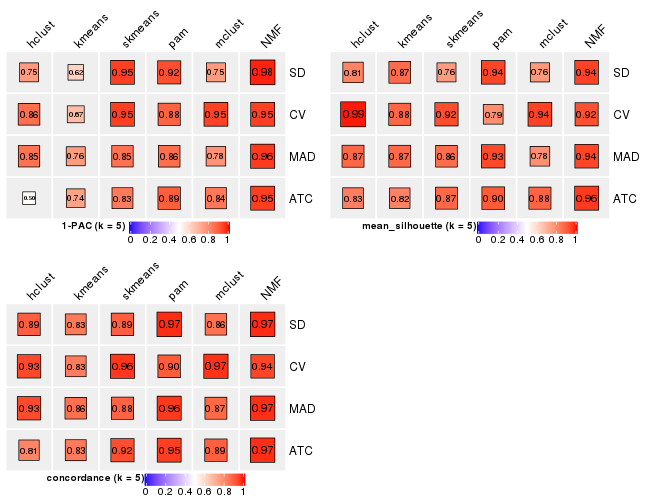 hclust kmeans skmeans pam mclust NMF
0.75 0.62 0.95 0.92 0.75 0.98 SD
0.86 0.67 0.95 0.88 0.95 0.95 CV
0.85 0.76 0.85 0.86 0.78 0.96 MAD
0.50 0.74 0.83 0.89 0.84 0.95 ATC
1-PAC (k = 5)
0 0.2 0.4 0.6 0.8 1
hclust kmeans skmeans pam mclust NMF
0.81 0.87 0.76 0.94 0.76 0.94 SD
0.99 0.88 0.92 0.79 0.94 0.92 CV
0.87 0.87 0.86 0.93 0.78 0.94 MAD
0.83 0.82 0.87 0.90 0.88 0.96 ATC
mean_silhouette (k = 5)
0 0.2 0.4 0.6 0.8 1
hclust kmeans skmeans pam mclust NMF
0.89 0.83 0.89 0.97 0.86 0.97 SD
0.93 0.83 0.96 0.90 0.97 0.94 CV
0.93 0.86 0.88 0.96 0.87 0.97 MAD
0.81 0.83 0.92 0.95 0.89 0.97 ATC
concordance (k = 5)
0 0.2 0.4 0.6 0.8 1